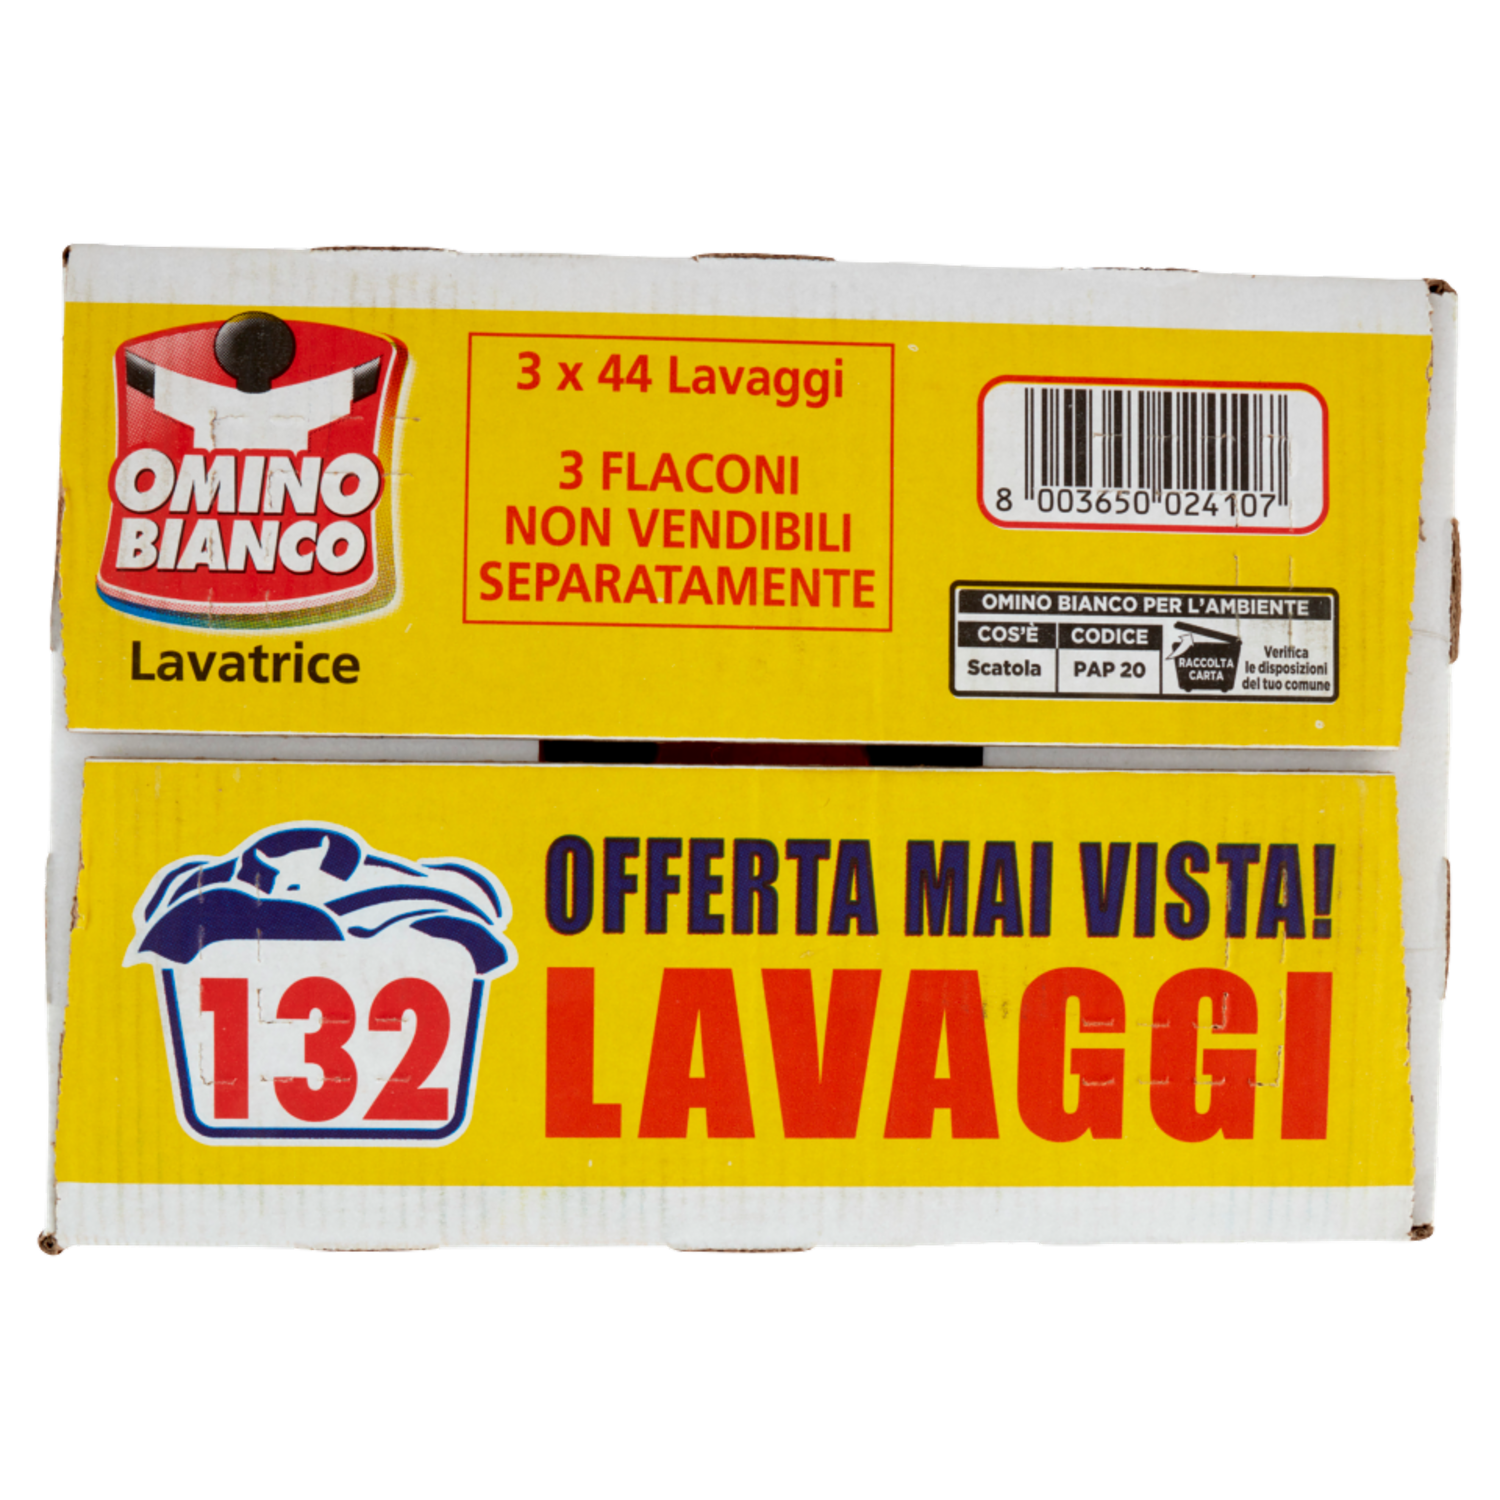 OMINO
BIANCO
Lavatrice
3 x 44 Lavaggi
3 FLACONI
NON VENDIBILI
SEPARATAMENTE
8 003650 024107
OMINO BIANCO PER L'AMBIENTE
COS'È CODICE
Scatola PAP 20
RACCOLTA
CARTA
Verifica
le disposizioni
del tuo comune
132
OFFERTA MAI VISTA!
LAVAGGI